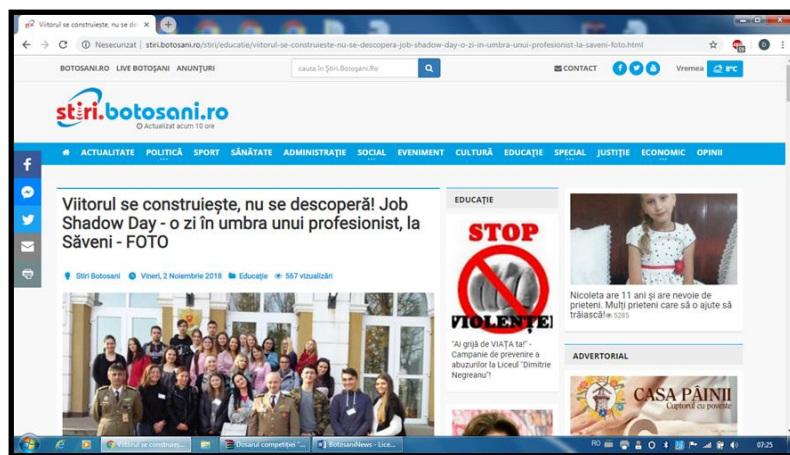 Viitorul se construiește, nu se de
Nesecurizat | stiri.botosani.ro/stiri/educatie/viitorul-se-construieste-nu-se-descopera-job-shadow-day-o-zi-in-umbra-unui-profesionist-la-saveni-foto.html
BOTOSANI.RO LIVE BOTOȘANI ANUNȚURI
cauta în Știri.Botoșani.Ro
CONTACT
Vremea 8°C
stiri.botosani.ro
Actualizat acum 10 ore
ACTUALITATE POLITICĂ SPORT SĂNĂTATE ADMINISTRAȚIE SOCIAL EVENIMENT CULTURĂ EDUCAȚIE SPECIAL JUSTIȚIE ECONOMIC OPINII
Viitorul se construiește, nu se descoperă! Job
Shadow Day - o zi în umbra unui profesionist, la
Săveni - FOTO
Stiri Botosani Vineri, 2 Noiembrie 2018 Educație 567 vizualizări
EDUCAȚIE
STOP
VIOLENȚEI
"Ai grijă de VIAȚA ta!" -
Campanie de prevenire a
abuzurilor la Liceul "Dimitrie
Negreanu"!
Nicoleta are 11 ani și are nevoie de
prieteni. Mulți prieteni care să o ajute să
trăiască! 5285
ADVERTORIAL
CASA PÂINII
Cuptorul cu povești
Viitorul se construieș...
Dosarul competiției "...
BotosaniNews - Lice...
RO
07:25